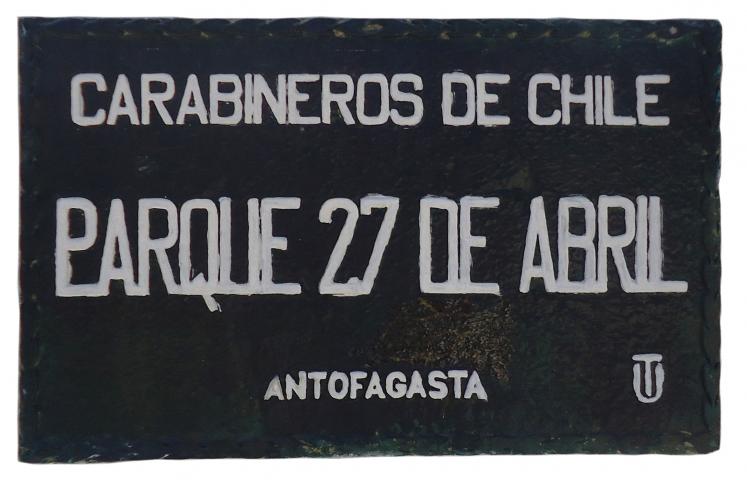 CARABINEROS DE CHILE
PARQUE 27 DE ABRIL
ANTOFAGASTA